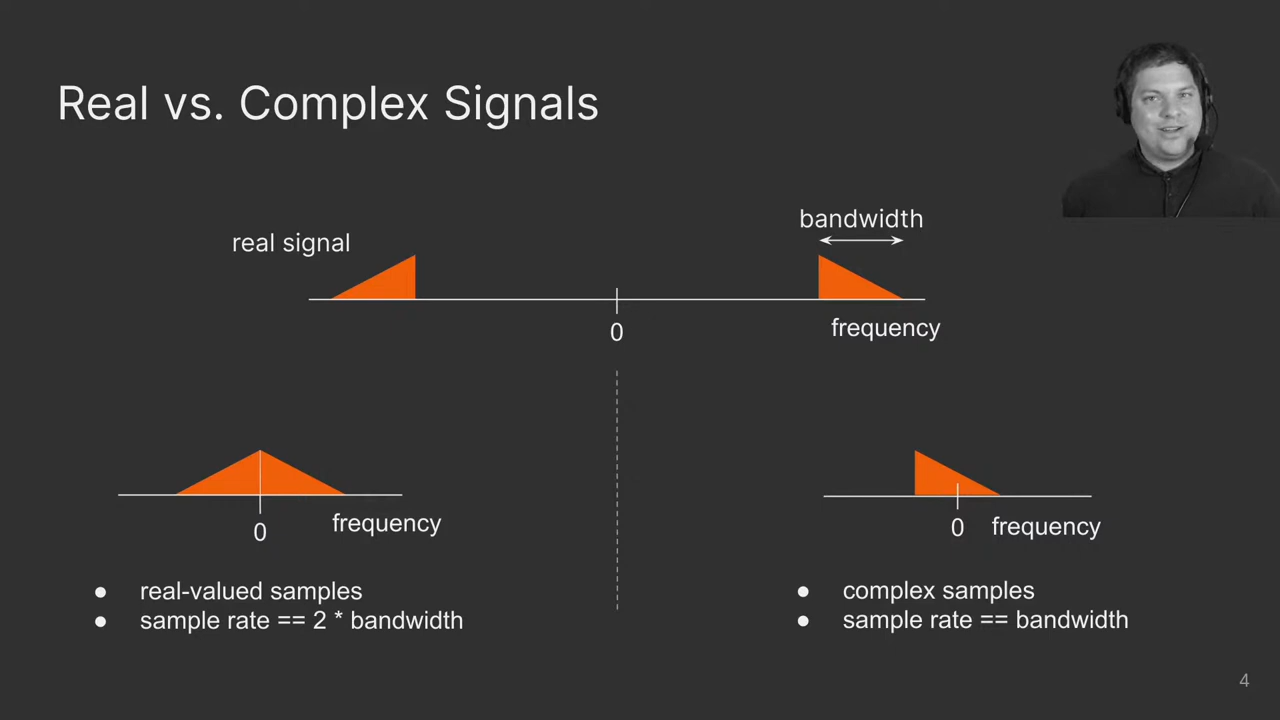 Real vs. Complex Signals
bandwidth
real signal
0
frequency
0
frequency
0
frequency
● real-valued samples
● sample rate == 2 * bandwidth
● complex samples
● sample rate == bandwidth
4